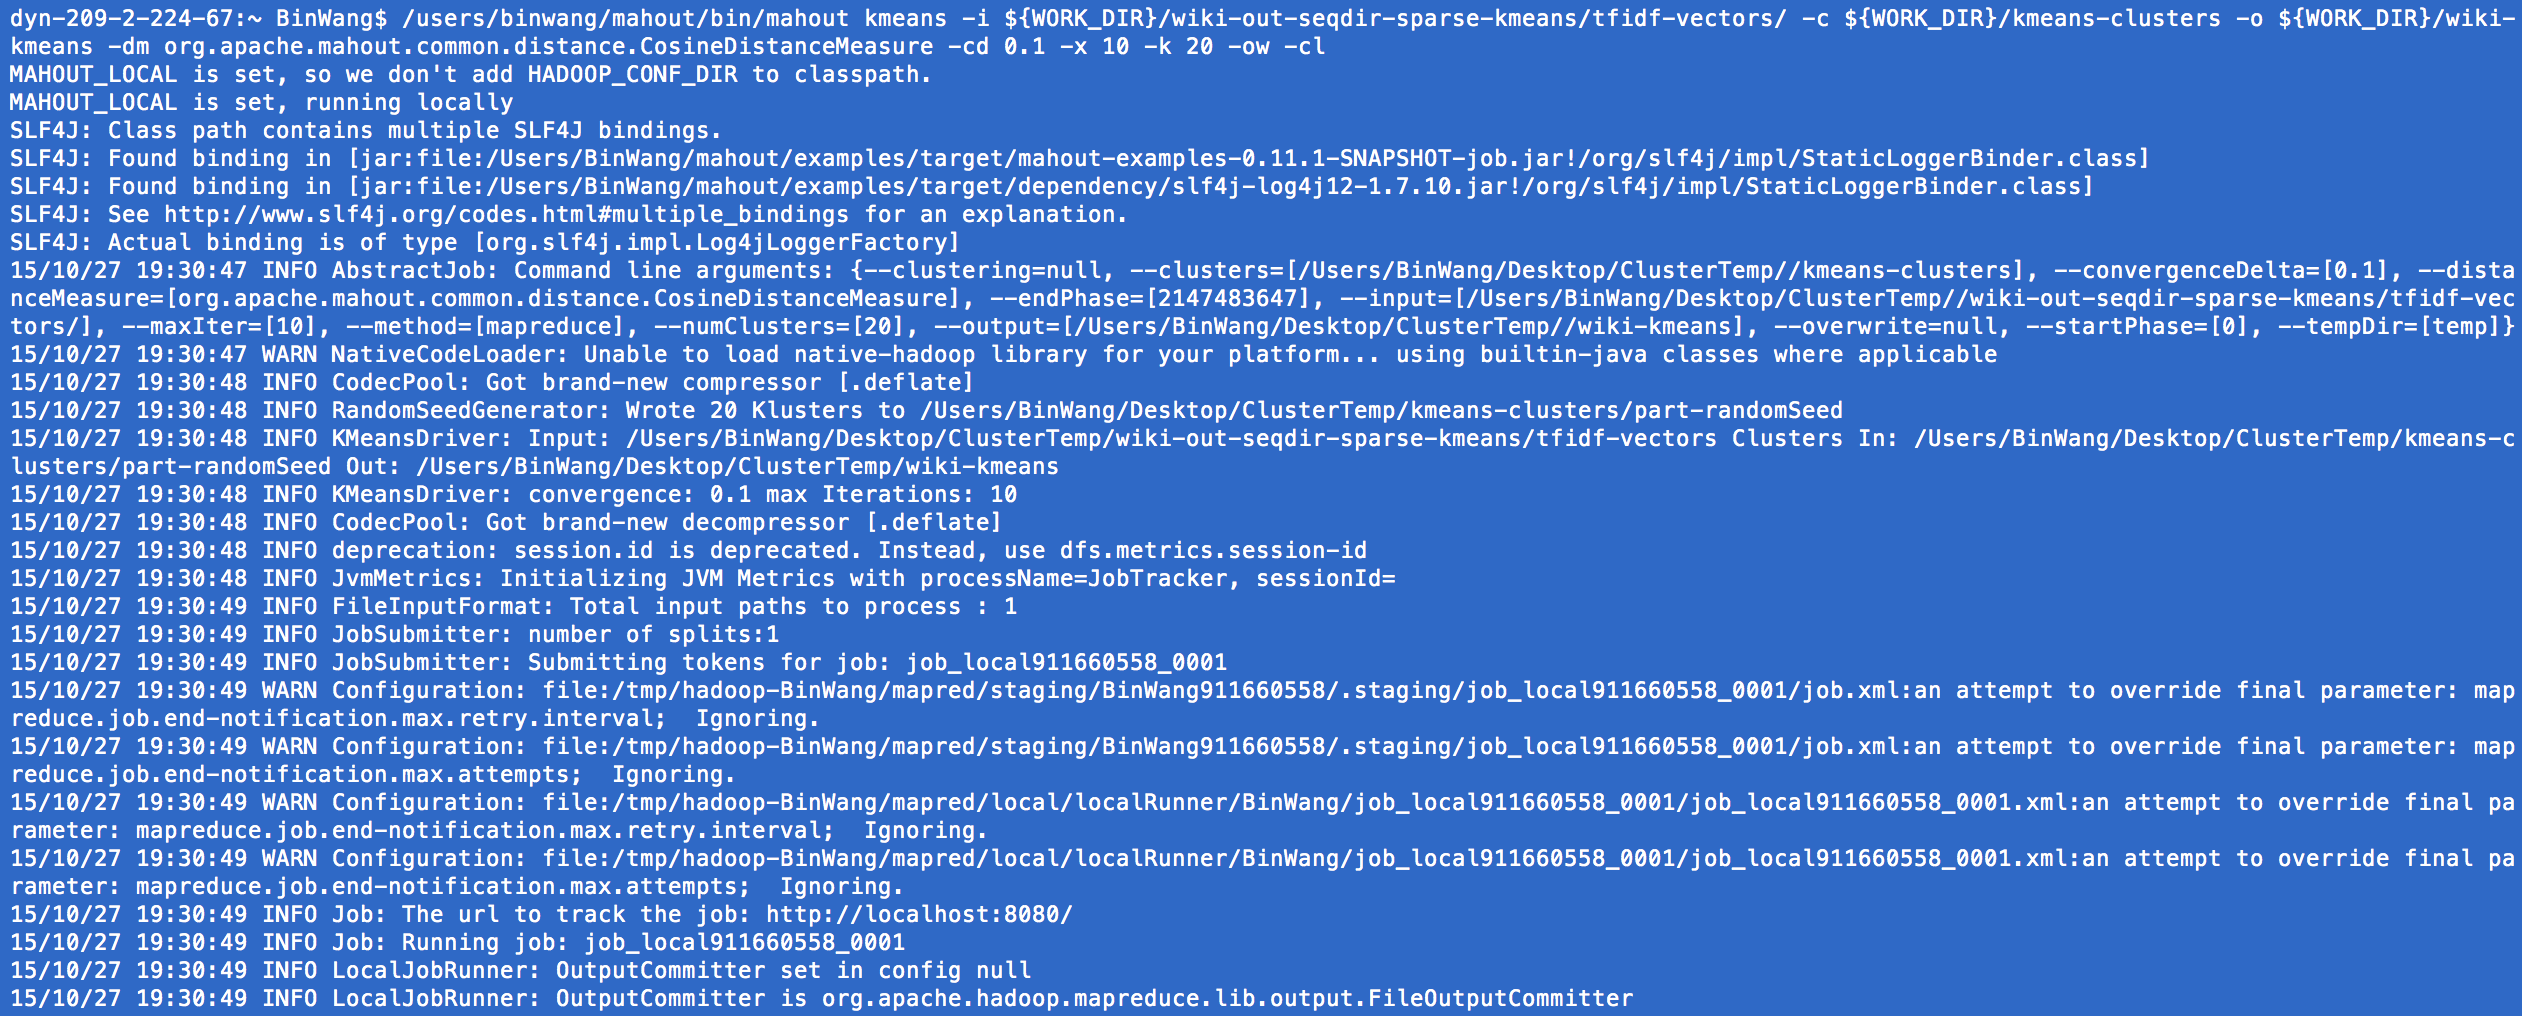 dyn-209-2-224-67:~ BinWang$ /users/binwang/mahout/bin/mahout kmeans -i ${WORK_DIR}/wiki-out-seqdir-sparse-kmeans/tfidf-vectors/ -c ${WORK_DIR}/kmeans-clusters -o ${WORK_DIR}/wiki-
kmeans -dm org.apache.mahout.common.distance.CosineDistanceMeasure -cd 0.1 -x 10 -k 20 -ow -cl
MAHOUT_LOCAL is set, so we don't add HADOOP_CONF_DIR to classpath.
MAHOUT_LOCAL is set, running locally
SLF4J: Class path contains multiple SLF4J bindings.
SLF4J: Found binding in [jar:file:/Users/BinWang/mahout/examples/target/mahout-examples-0.11.1-SNAPSHOT-job.jar!/org/slf4j/impl/StaticLoggerBinder.class]
SLF4J: Found binding in [jar:file:/Users/BinWang/mahout/examples/target/dependency/slf4j-log4j12-1.7.10.jar!/org/slf4j/impl/StaticLoggerBinder.class]
SLF4J: See http://www.slf4j.org/codes.html#multiple_bindings for an explanation.
SLF4J: Actual binding is of type [org.slf4j.impl.Log4jLoggerFactory]
15/10/27 19:30:47 INFO AbstractJob: Command line arguments: {--clustering=null, --clusters=[/Users/BinWang/Desktop/ClusterTemp//kmeans-clusters], --convergenceDelta=[0.1], --dista
nceMeasure=[org.apache.mahout.common.distance.CosineDistanceMeasure], --endPhase=[2147483647], --input=[/Users/BinWang/Desktop/ClusterTemp//wiki-out-seqdir-sparse-kmeans/tfidf-vec
tors/], --maxIter=[10], --method=[mapreduce], --numClusters=[20], --output=[/Users/BinWang/Desktop/ClusterTemp//wiki-kmeans], --overwrite=null, --startPhase=[0], --tempDir=[temp]}
15/10/27 19:30:47 WARN NativeCodeLoader: Unable to load native-hadoop library for your platform... using builtin-java classes where applicable
15/10/27 19:30:48 INFO CodecPool: Got brand-new compressor [.deflate]
15/10/27 19:30:48 INFO RandomSeedGenerator: Wrote 20 Klusters to /Users/BinWang/Desktop/ClusterTemp/kmeans-clusters/part-randomSeed
15/10/27 19:30:48 INFO KMeansDriver: Input: /Users/BinWang/Desktop/ClusterTemp/wiki-out-seqdir-sparse-kmeans/tfidf-vectors Clusters In: /Users/BinWang/Desktop/ClusterTemp/kmeans-c
lusters/part-randomSeed Out: /Users/BinWang/Desktop/ClusterTemp/wiki-kmeans
15/10/27 19:30:48 INFO KMeansDriver: convergence: 0.1 max Iterations: 10
15/10/27 19:30:48 INFO CodecPool: Got brand-new decompressor [.deflate]
15/10/27 19:30:48 INFO deprecation: session.id is deprecated. Instead, use dfs.metrics.session-id
15/10/27 19:30:48 INFO JvmMetrics: Initializing JVM Metrics with processName=JobTracker, sessionId=
15/10/27 19:30:49 INFO FileInputFormat: Total input paths to process : 1
15/10/27 19:30:49 INFO JobSubmitter: number of splits:1
15/10/27 19:30:49 INFO JobSubmitter: Submitting tokens for job: job_local911660558_0001
15/10/27 19:30:49 WARN Configuration: file:/tmp/hadoop-BinWang/mapred/staging/BinWang911660558/.staging/job_local911660558_0001/job.xml:an attempt to override final parameter: map
reduce.job.end-notification.max.retry.interval;  Ignoring.
15/10/27 19:30:49 WARN Configuration: file:/tmp/hadoop-BinWang/mapred/staging/BinWang911660558/.staging/job_local911660558_0001/job.xml:an attempt to override final parameter: map
reduce.job.end-notification.max.attempts;  Ignoring.
15/10/27 19:30:49 WARN Configuration: file:/tmp/hadoop-BinWang/mapred/local/localRunner/BinWang/job_local911660558_0001/job_local911660558_0001.xml:an attempt to override final pa
rameter: mapreduce.job.end-notification.max.retry.interval;  Ignoring.
15/10/27 19:30:49 WARN Configuration: file:/tmp/hadoop-BinWang/mapred/local/localRunner/BinWang/job_local911660558_0001/job_local911660558_0001.xml:an attempt to override final pa
rameter: mapreduce.job.end-notification.max.attempts;  Ignoring.
15/10/27 19:30:49 INFO Job: The url to track the job: http://localhost:8080/
15/10/27 19:30:49 INFO Job: Running job: job_local911660558_0001
15/10/27 19:30:49 INFO LocalJobRunner: OutputCommitter set in config null
15/10/27 19:30:49 INFO LocalJobRunner: OutputCommitter is org.apache.hadoop.mapreduce.lib.output.FileOutputCommitter